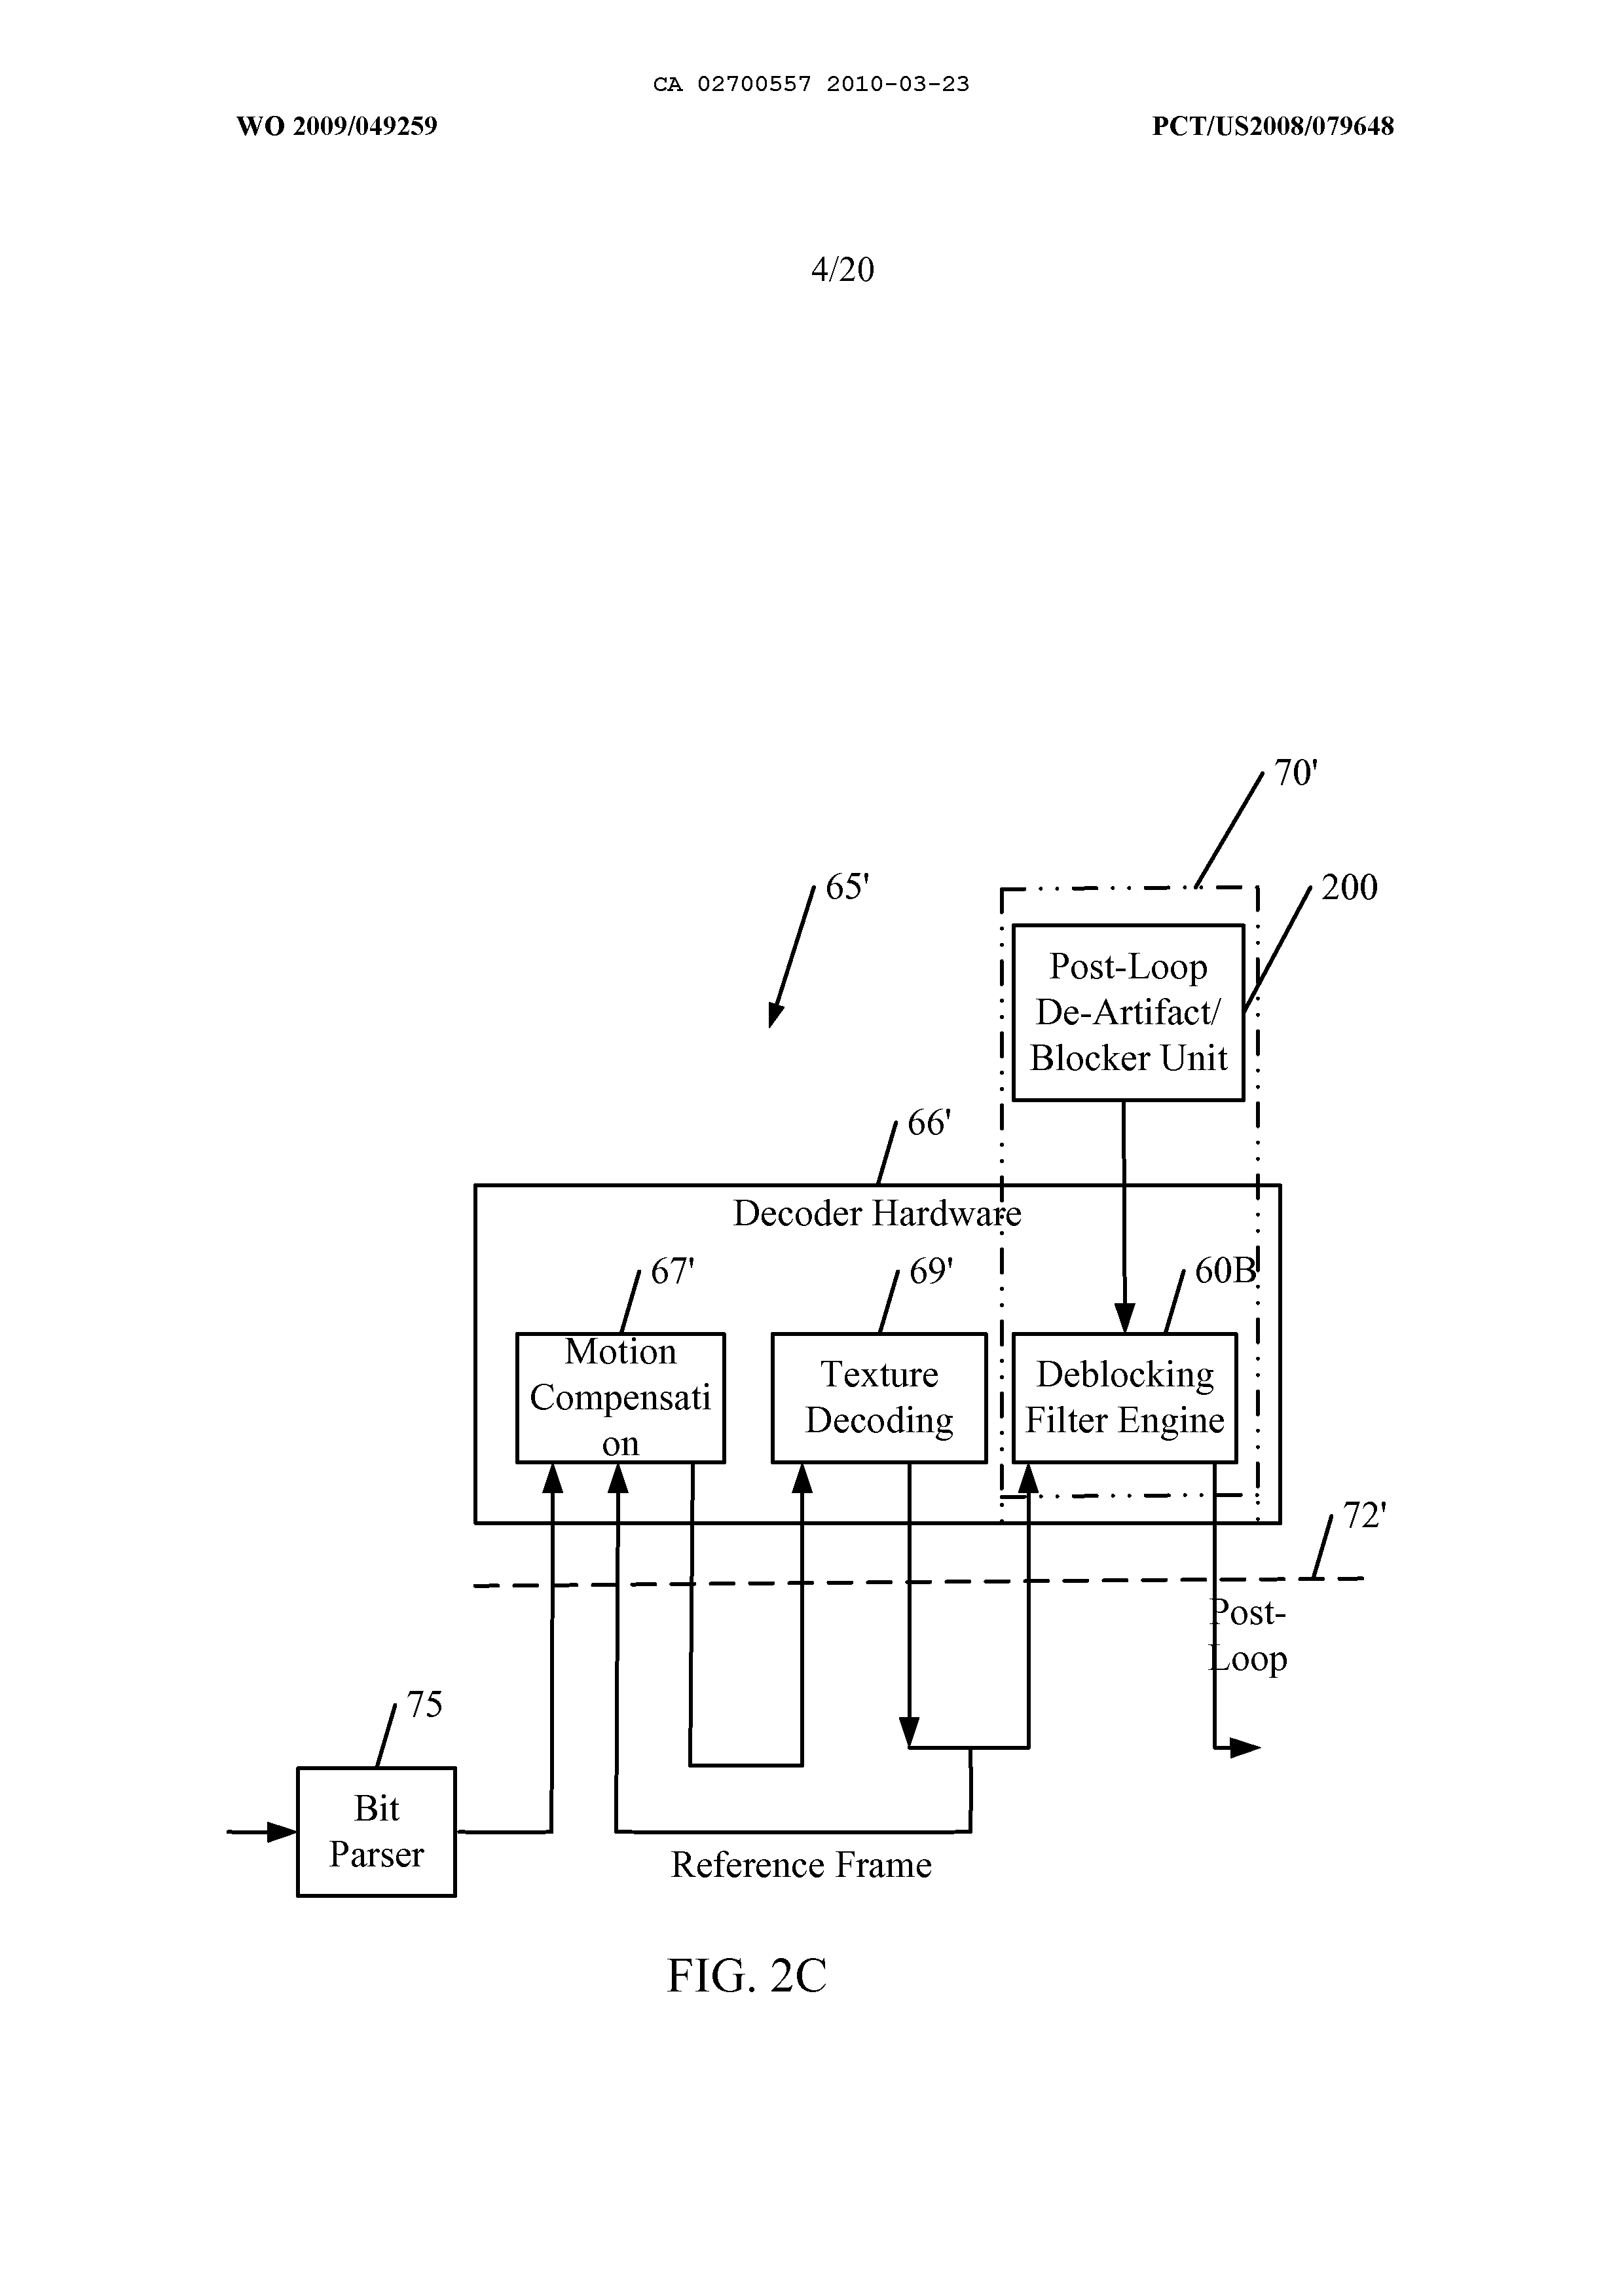 CA 02700557 2010-03-23
WO 2009/049259
PCT/US2008/079648
4/20
70'
65'
200
Post-Loop
De-Artifact/
Blocker Unit
66'
Decoder Hardware
67'
69'
60B
Motion
Compensati
on
Texture
Decoding
Deblocking
Filter Engine
72'
Post-
Loop
75
Bit
Parser
Reference Frame
FIG. 2C